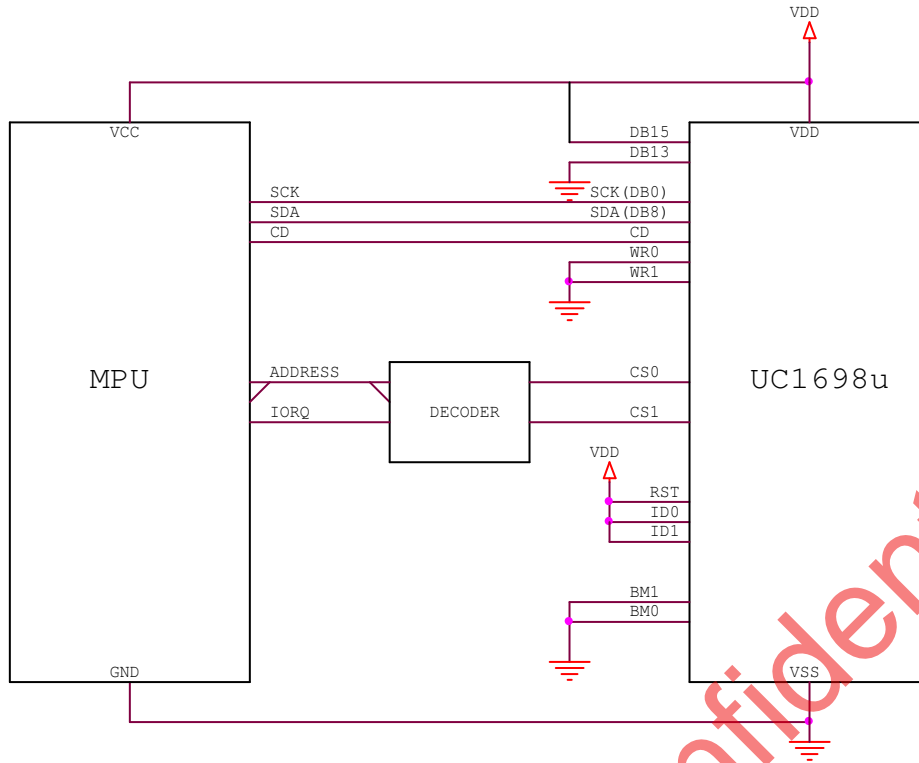 VDD
VCC
VDD
DB15
DB13
SCK
SCK(DB0)
SDA
SDA(DB8)
CD
CD
WR0
WR1
MPU
UC1698u
ADDRESS
CS0
DECODER
IORQ
CS1
VDD
RST
ID0
ID1
BM1
BM0
GND
VSS